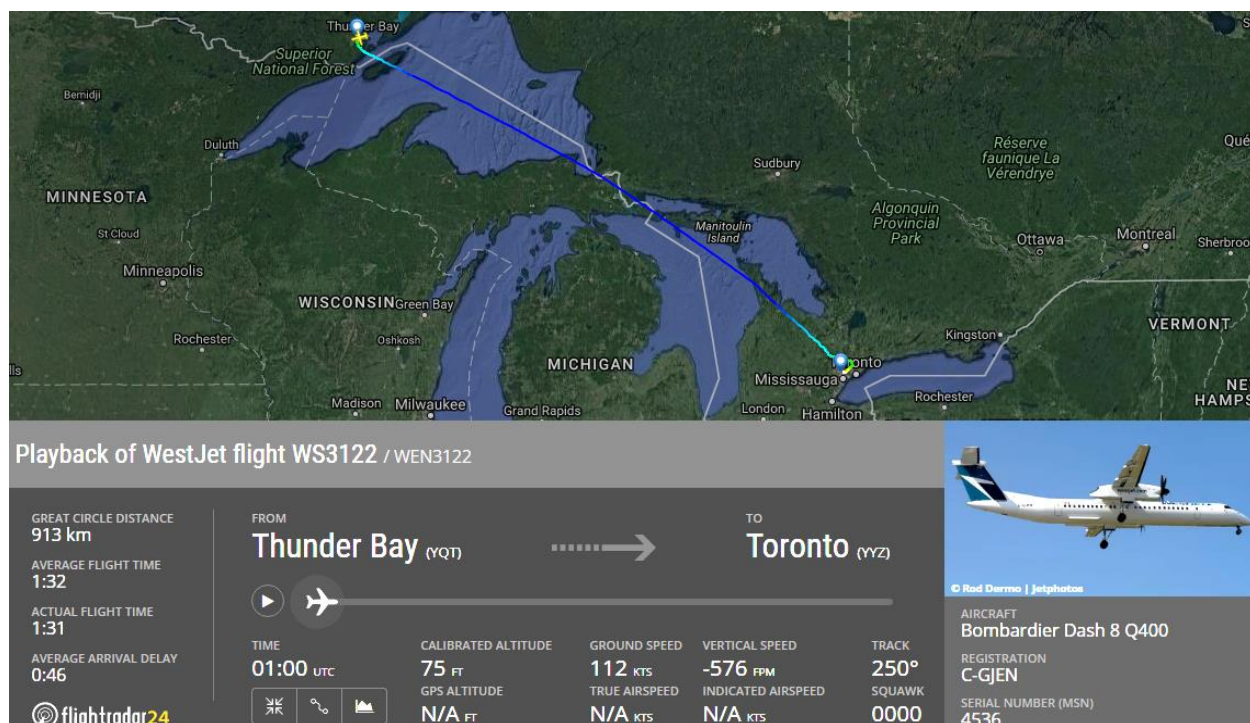 Thunder Bay
Superior
National Forest
Bemidji
Duluth
Sudbury
Réserve
faunique La
Vérendrye
MINNESOTA
Manitoulin
Island
Algonquin
Provincial
Park
St Cloud
Ottawa
Montreal
Sherbroo
Minneapolis
WISCONSIN
Green Bay
Rochester
Oshkosh
Kingston
VERMONT
MICHIGAN
Toronto
Mississauga
Madison
Milwaukee
Grand Rapids
London
Hamilton
Rochester
NE
HAMPS
Playback of WestJet flight WS3122 / WEN3122
GREAT CIRCLE DISTANCE
913 km
AVERAGE FLIGHT TIME
1:32
ACTUAL FLIGHT TIME
1:31
AVERAGE ARRIVAL DELAY
0:46
flightradar24
FROM
Thunder Bay (YQT)
TO
Toronto (YYZ)
TIME
01:00 UTC
CALIBRATED ALTITUDE
75 FT
GPS ALTITUDE
N/A FT
GROUND SPEED
112 KTS
TRUE AIRSPEED
N/A KTS
VERTICAL SPEED
-576 FPM
INDICATED AIRSPEED
N/A KTS
TRACK
250°
SQUAWK
0000
© Rod Dermo | Jetphotos
AIRCRAFT
Bombardier Dash 8 Q400
REGISTRATION
C-GJEN
SERIAL NUMBER (MSN)
4536